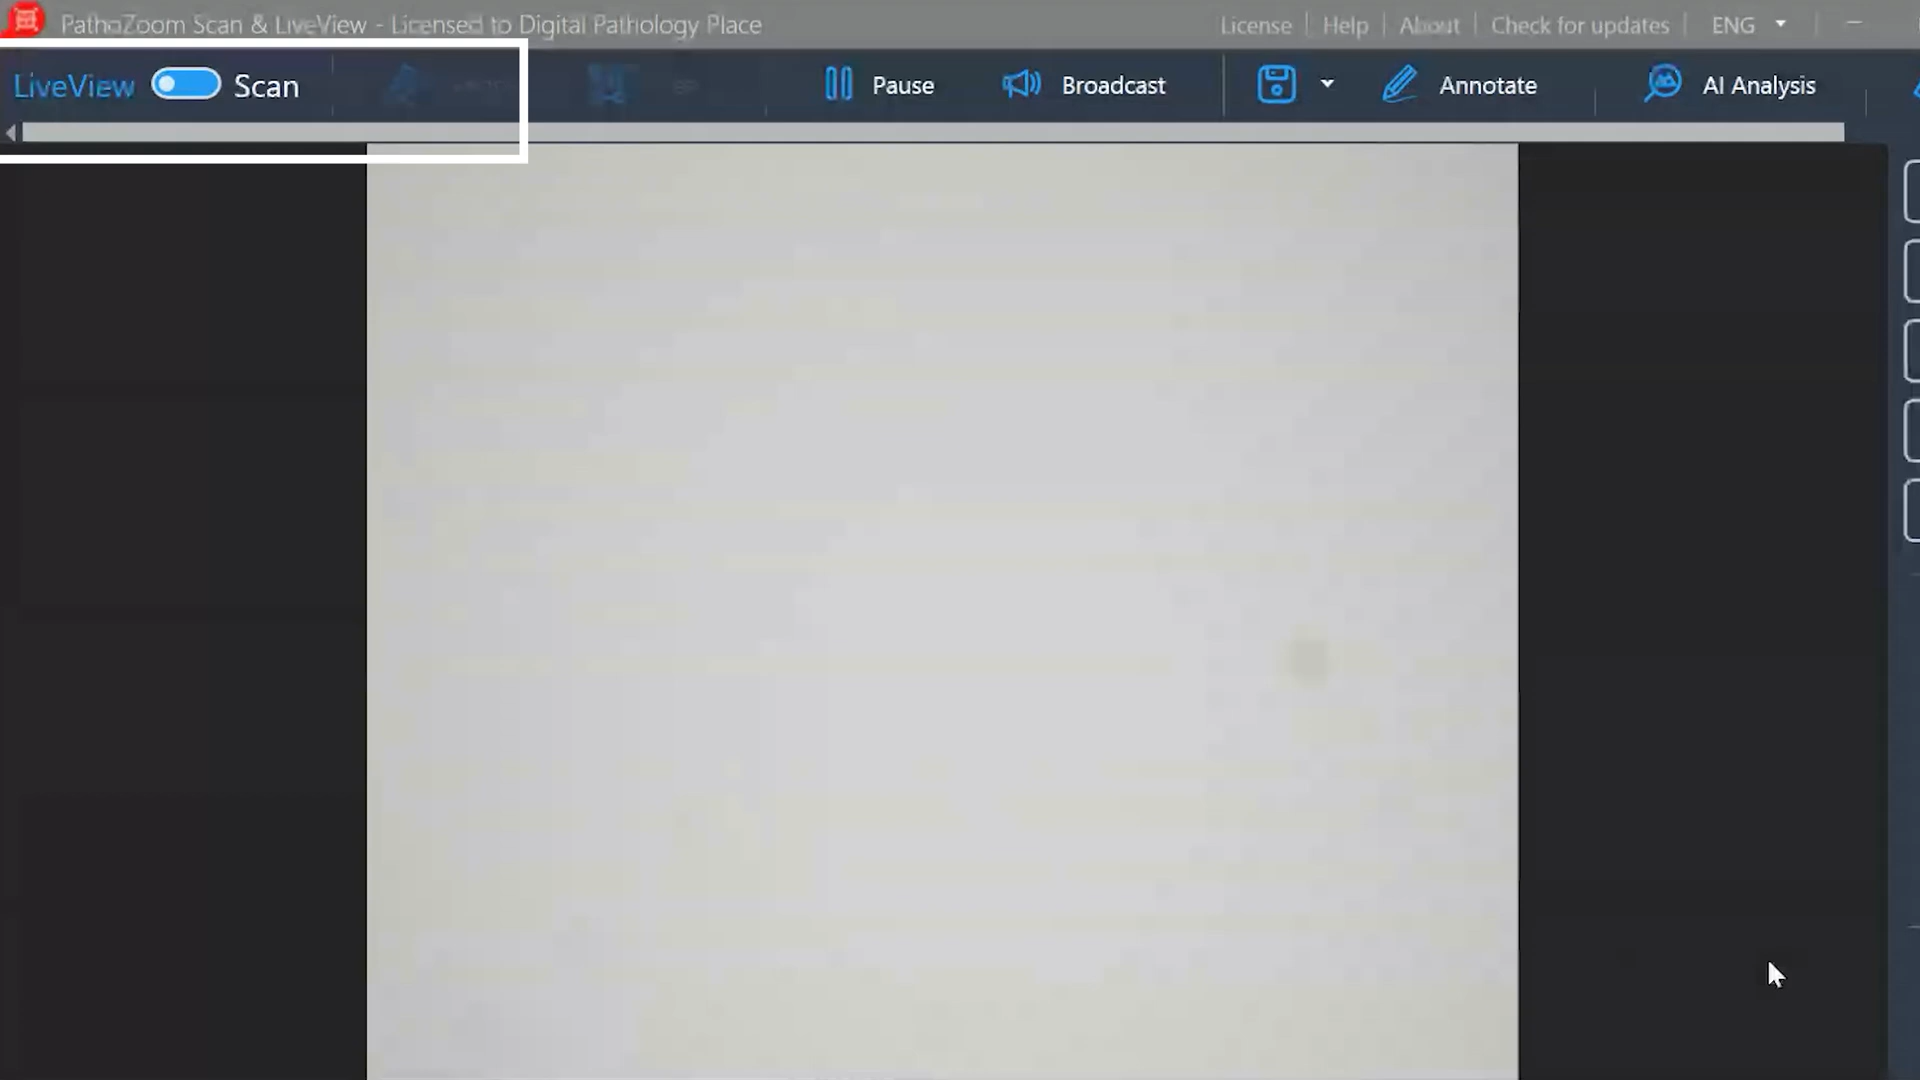 PathoZoom Scan & LiveView - Licensed to Digital Pathology Place
License Help About Check for updates ENG
LiveView Scan Pause Broadcast Annotate AI Analysis